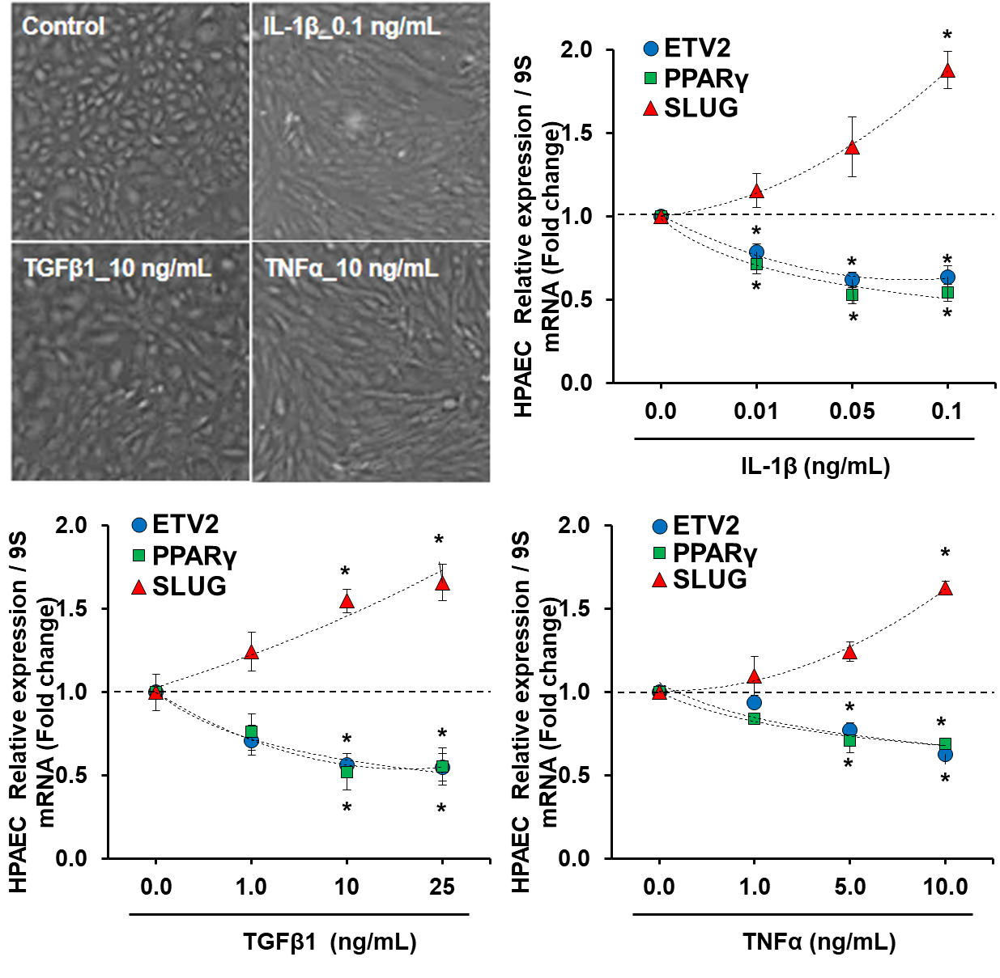 Control
IL-1β_0.1 ng/mL
TGFβ1_10 ng/mL
TNFα_10 ng/mL
HPAEC Relative expression / 9S
mRNA (Fold change)
ETV2
PPARγ
SLUG
2.0
*
1.5
1.0
*
*
*
*
0.5
*
*
0.0
0.0 0.01 0.05 0.1
IL-1β (ng/mL)
HPAEC Relative expression / 9S
mRNA (Fold change)
ETV2
PPARγ
SLUG
2.0
*
*
1.5
1.0
*
*
0.5
*
*
0.0
0.0 1.0 10 25
TGFβ1 (ng/mL)
HPAEC Relative expression / 9S
mRNA (Fold change)
ETV2
PPARγ
SLUG
2.0
*
1.5
1.0
*
*
*
*
0.5
0.0
0.0 1.0 5.0 10.0
TNFα (ng/mL)